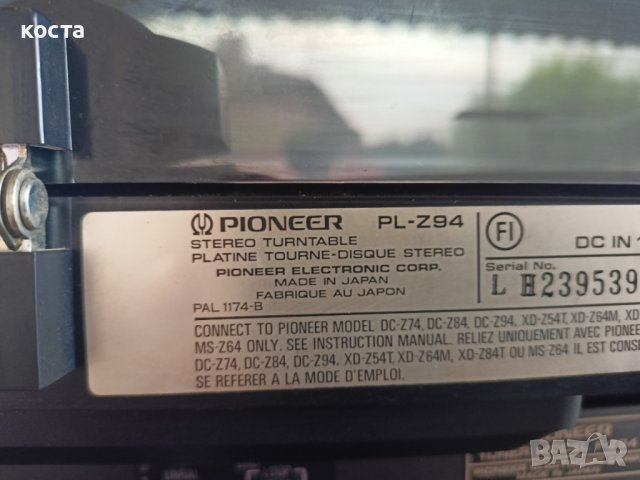 коста
PIONEER PL-Z94
STEREO TURNTABLE
PLATINE TOURNE-DISQUE STEREO
PIONEER ELECTRONIC CORP.
MADE IN JAPAN
FABRIQUE AU JAPON
PAL 1174-B
FI
DC IN 1
Serial No.
L H239539
CONNECT TO PIONEER MODEL DC-Z74, DC-Z84, DC-Z94, XD-Z54T, XD-Z64M, XD-
MS-Z64 ONLY. SEE INSTRUCTION MANUAL. RELIEZ UNIQUEMENT AVEC PIONEE
DC-Z74, DC-Z84, DC-Z94, XD-Z54T, XD-Z64M, XD-Z84T OU MS-Z64 IL EST CONSE
SE REFERER A LA MODE D'EMPLOI.
PIONEER
BAZAR